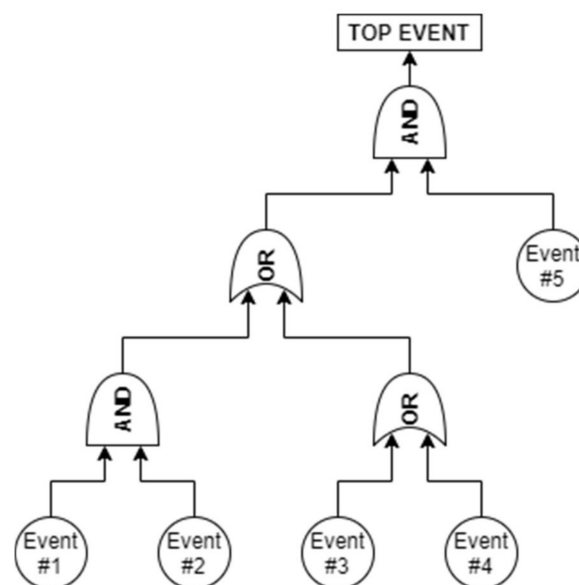 TOP EVENT
AND
OR
Event
#5
AND
OR
Event
#1
Event
#2
Event
#3
Event
#4